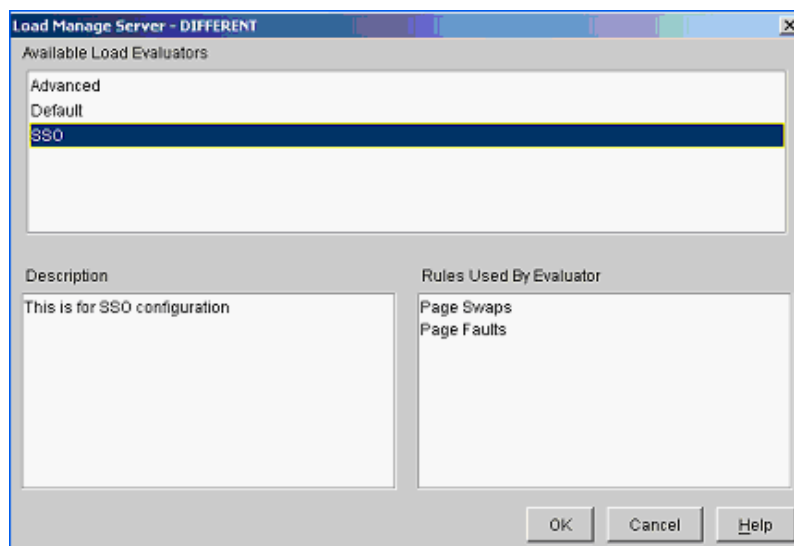 Load Manage Server - DIFFERENT
Available Load Evaluators
Advanced
Default
SSO
Description
Rules Used By Evaluator
This is for SSO configuration
Page Swaps
Page Faults
OK
Cancel
Help